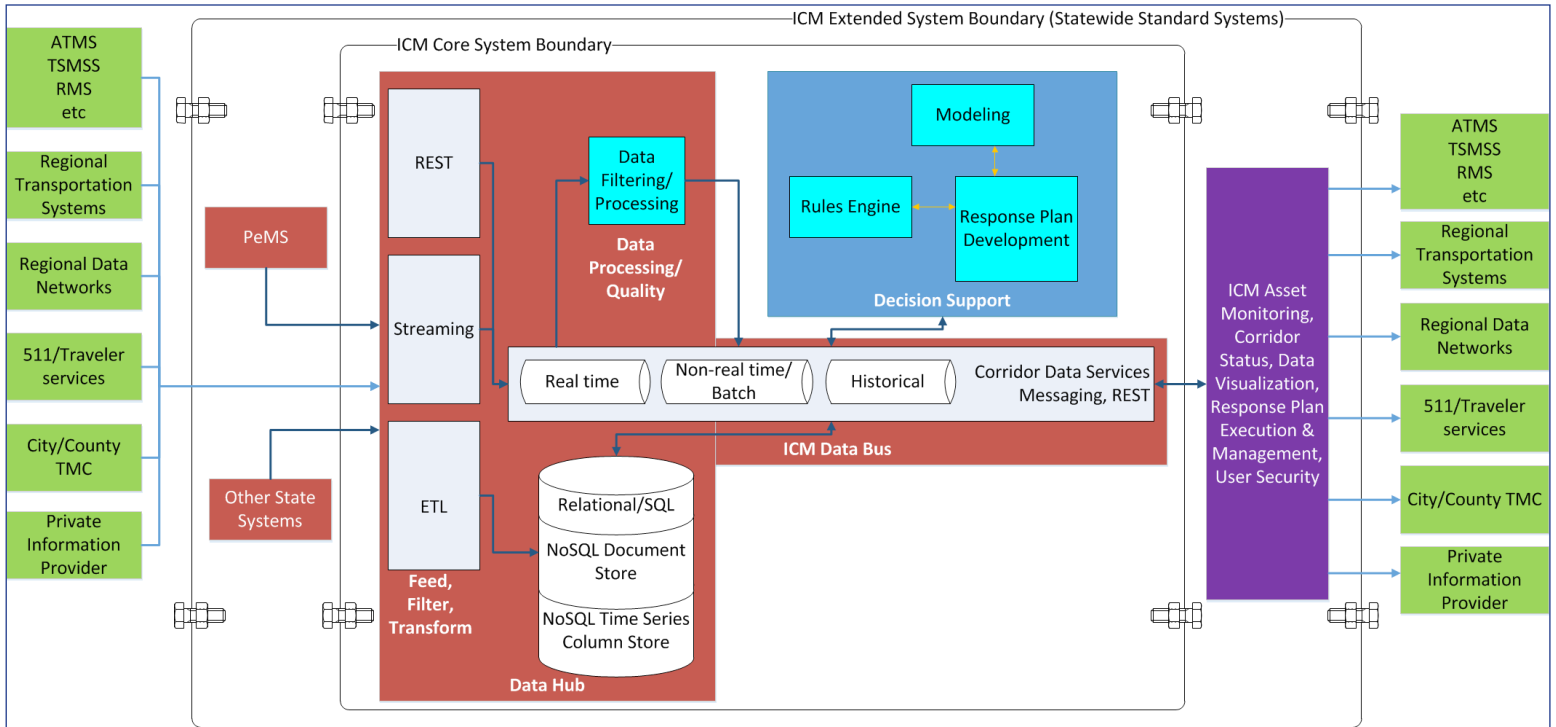 ICM Extended System Boundary (Statewide Standard Systems)
ICM Core System Boundary
ATMS
TSMSS
RMS
etc
Regional
Transportation
Systems
Regional Data
Networks
511/Traveler
services
City/County
TMC
Private
Information
Provider
PeMS
Other State
Systems
REST
Streaming
ETL
Feed,
Filter,
Transform
Data
Filtering/
Processing
Data
Processing/
Quality
Modeling
Rules Engine
Response Plan
Development
Decision Support
Real time
Non-real time/
Batch
Historical
Corridor Data Services
Messaging, REST
ICM Data Bus
Relational/SQL
NoSQL Document
Store
NoSQL Time Series
Column Store
Data Hub
ICM Asset
Monitoring,
Corridor
Status, Data
Visualization,
Response Plan
Execution &
Management,
User Security
ATMS
TSMSS
RMS
etc
Regional
Transportation
Systems
Regional Data
Networks
511/Traveler
services
City/County TMC
Private
Information
Provider